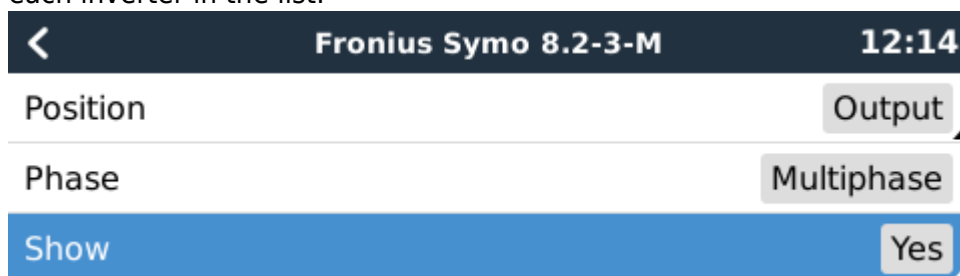 each inverter in the list.
Fronius Symo 8.2-3-M 12:14
Position Output
Phase Multiphase
Show Yes